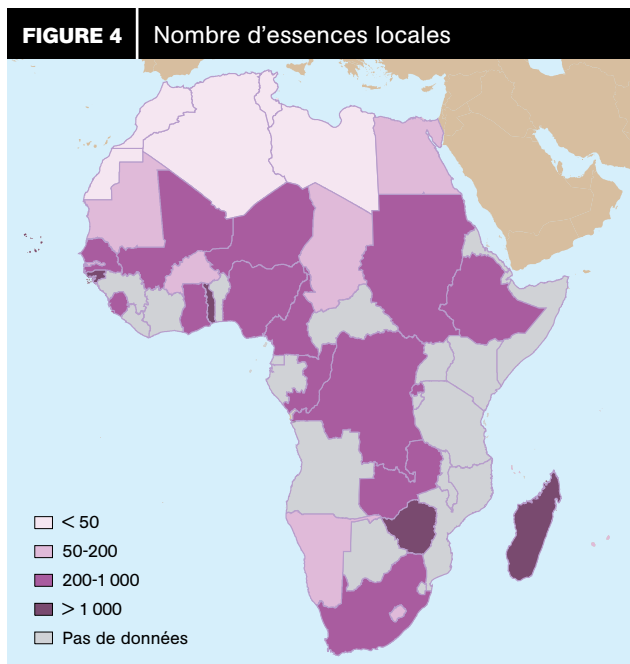 FIGURE 4
Nombre d’essences locales
< 50
50-200
200-1 000
> 1 000
Pas de données